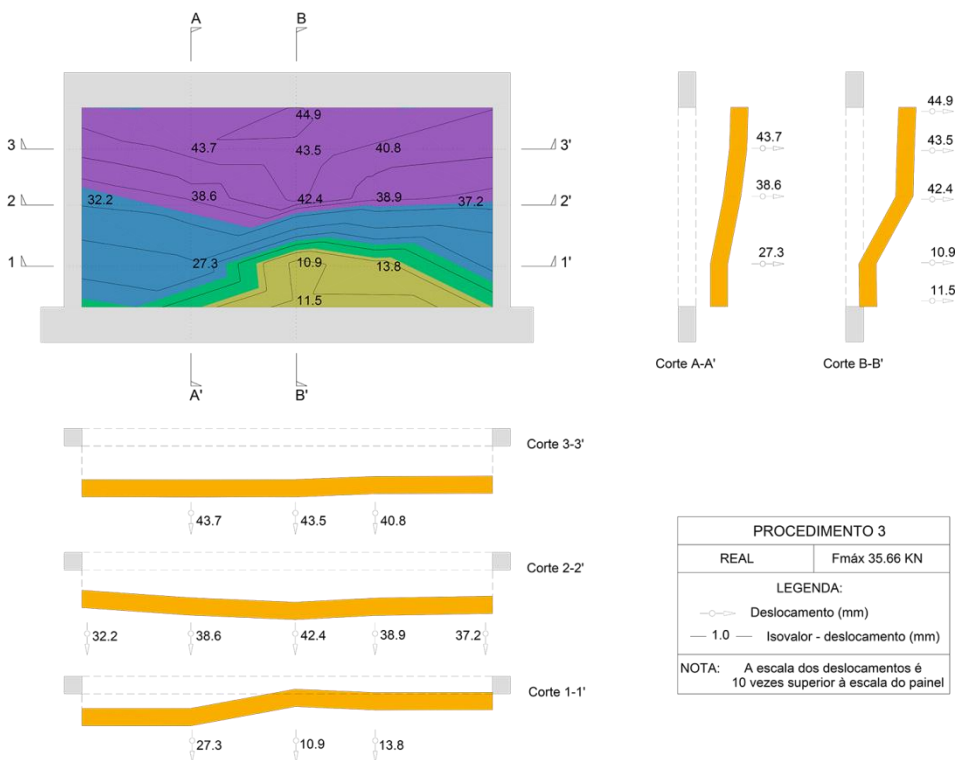 A B
44.9
3 43.7 43.5 40.8 3'
2 32.2 38.6 42.4 38.9 37.2 2'
1 27.3 10.9 13.8 1'
11.5
A' B'
43.7
38.6
27.3
Corte A-A'
44.9
43.5
42.4
10.9
11.5
Corte B-B'
Corte 3-3'
43.7 43.5 40.8
Corte 2-2'
32.2 38.6 42.4 38.9 37.2
Corte 1-1'
27.3 10.9 13.8
PROCEDIMENTO 3
REAL Fmáx 35.66 KN
LEGENDA:
Deslocamento (mm)
1.0 Isovalor - deslocamento (mm)
NOTA: A escala dos deslocamentos é
10 vezes superior à escala do painel